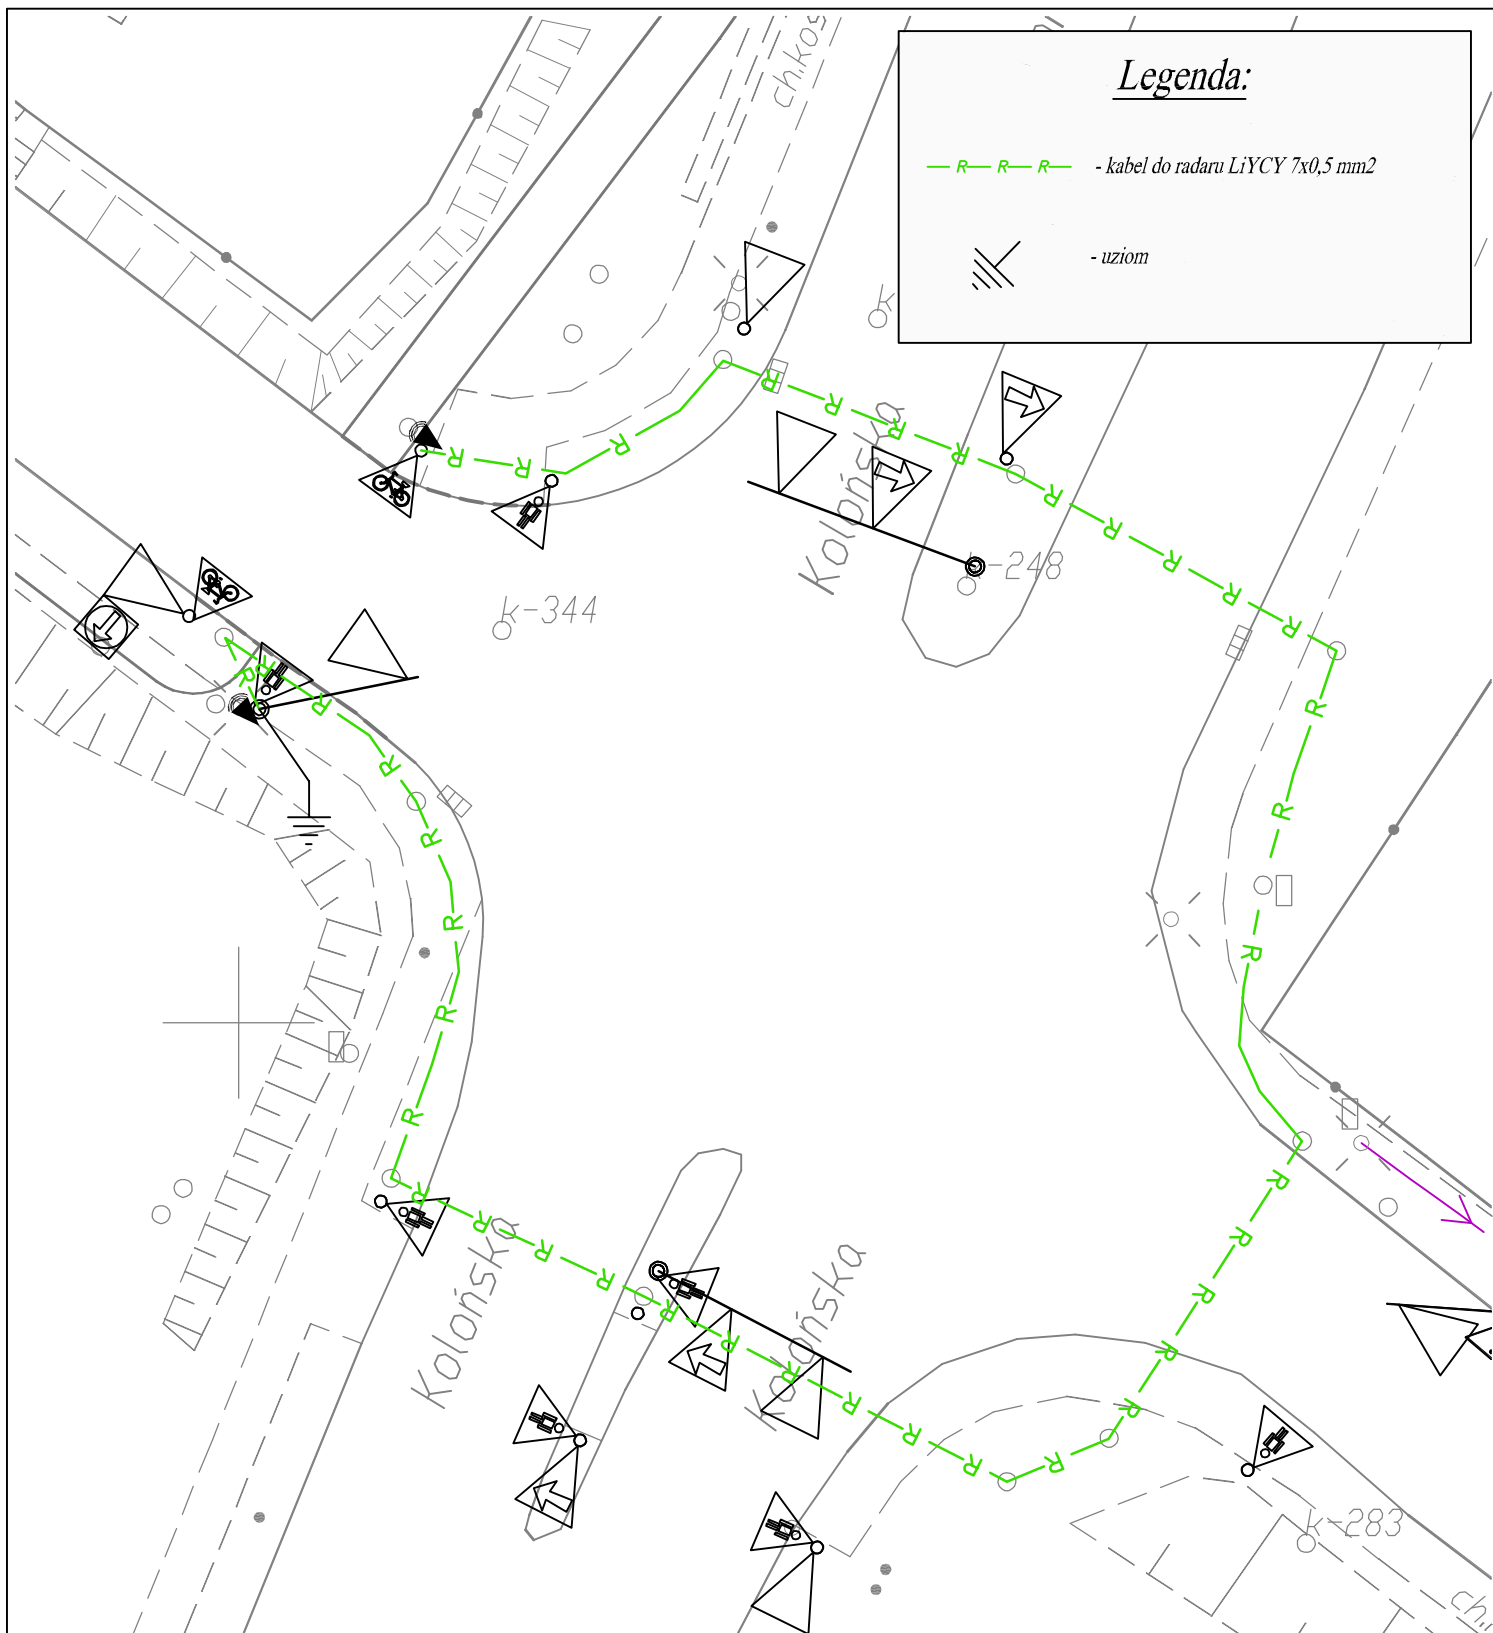 ch.kos
Legenda:
R R R - kabel do radaru LiYCY 7x0,5 mm2
- uziom
k
Kolońska
k-248
k-344
Kolońska
Kolońska
k-283
ch.